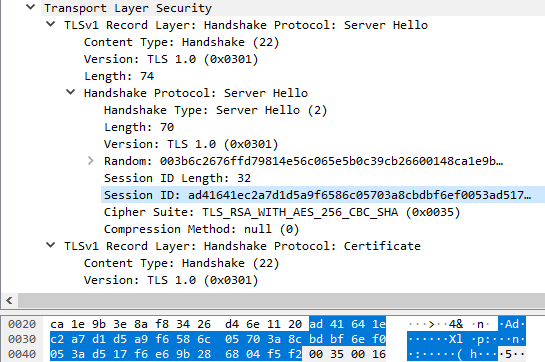 Transport Layer Security
TLSv1 Record Layer: Handshake Protocol: Server Hello
Content Type: Handshake (22)
Version: TLS 1.0 (0x0301)
Length: 74
Handshake Protocol: Server Hello
Handshake Type: Server Hello (2)
Length: 70
Version: TLS 1.0 (0x0301)
Random: 003b6c2676ffd79814e56c065e5b0c39cb26600148ca1e9b…
Session ID Length: 32
Session ID: ad41641ec2a7d1d5a9f6586c05703a8cbdbf6ef0053ad517…
Cipher Suite: TLS_RSA_WITH_AES_256_CBC_SHA (0x0035)
Compression Method: null (0)
TLSv1 Record Layer: Handshake Protocol: Certificate
Content Type: Handshake (22)
Version: TLS 1.0 (0x0301)
0020 ca 1e 9b 3e 8a f8 34 26 d6 4e 11 20 ad 41 64 1e ···>··4& ·N· ·Ad·
0030 c2 a7 d1 d5 a9 f6 58 6c 05 70 3a 8c bd bf 6e f0 ······Xl ·p:···n·
0040 05 3a d5 17 f6 e6 9b 28 68 04 f5 f2 00 35 00 16 ·:·····( h····5··